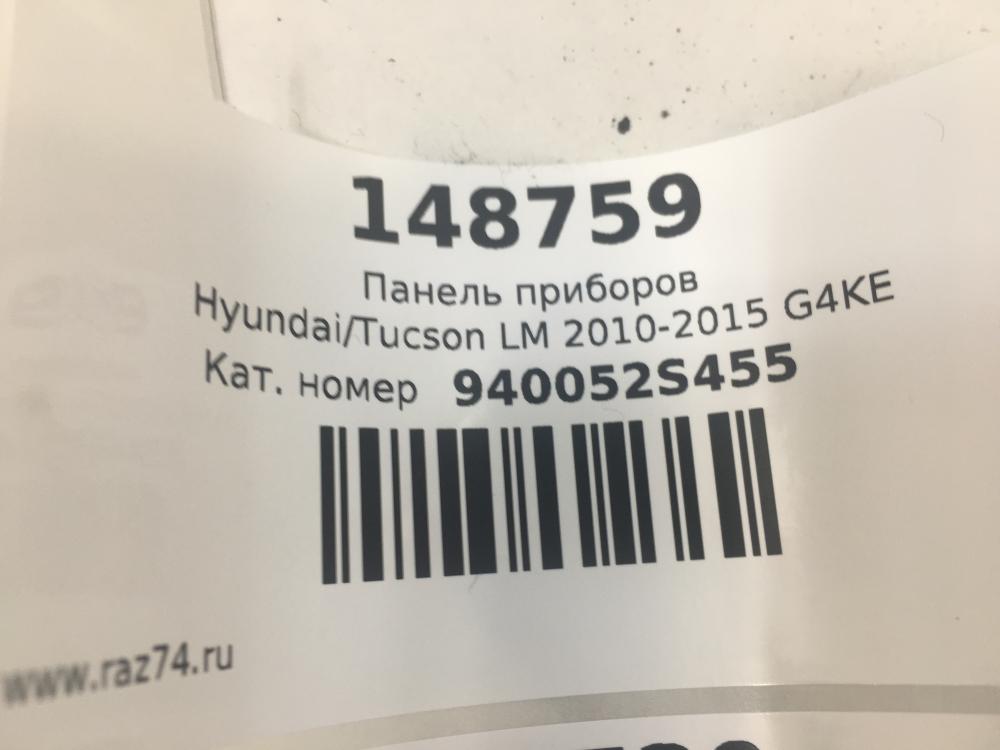 148759
Панель приборов
Hyundai/Tucson LM 2010-2015 G4KE
Кат. номер 940052S455
www.raz74.ru